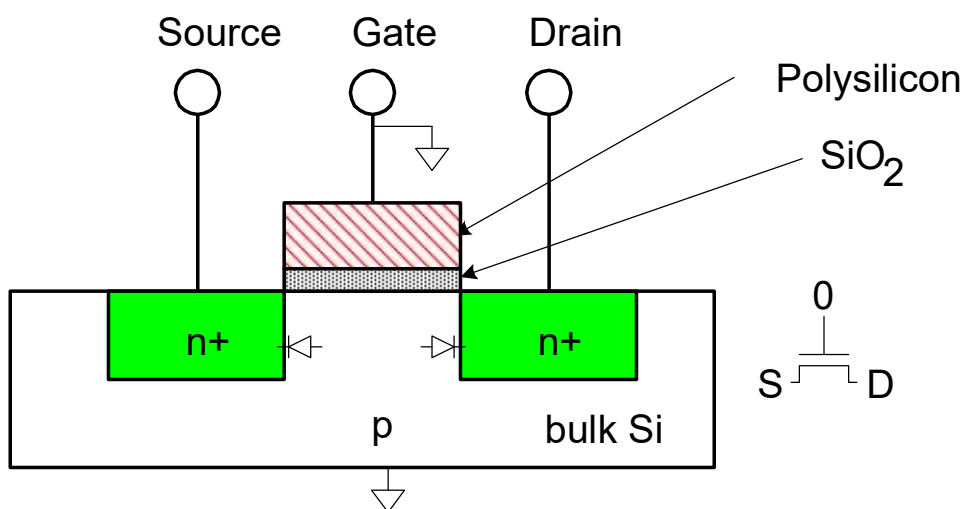 Source Gate Drain
Polysilicon
SiO2
0
n+ n+
S D
p bulk Si